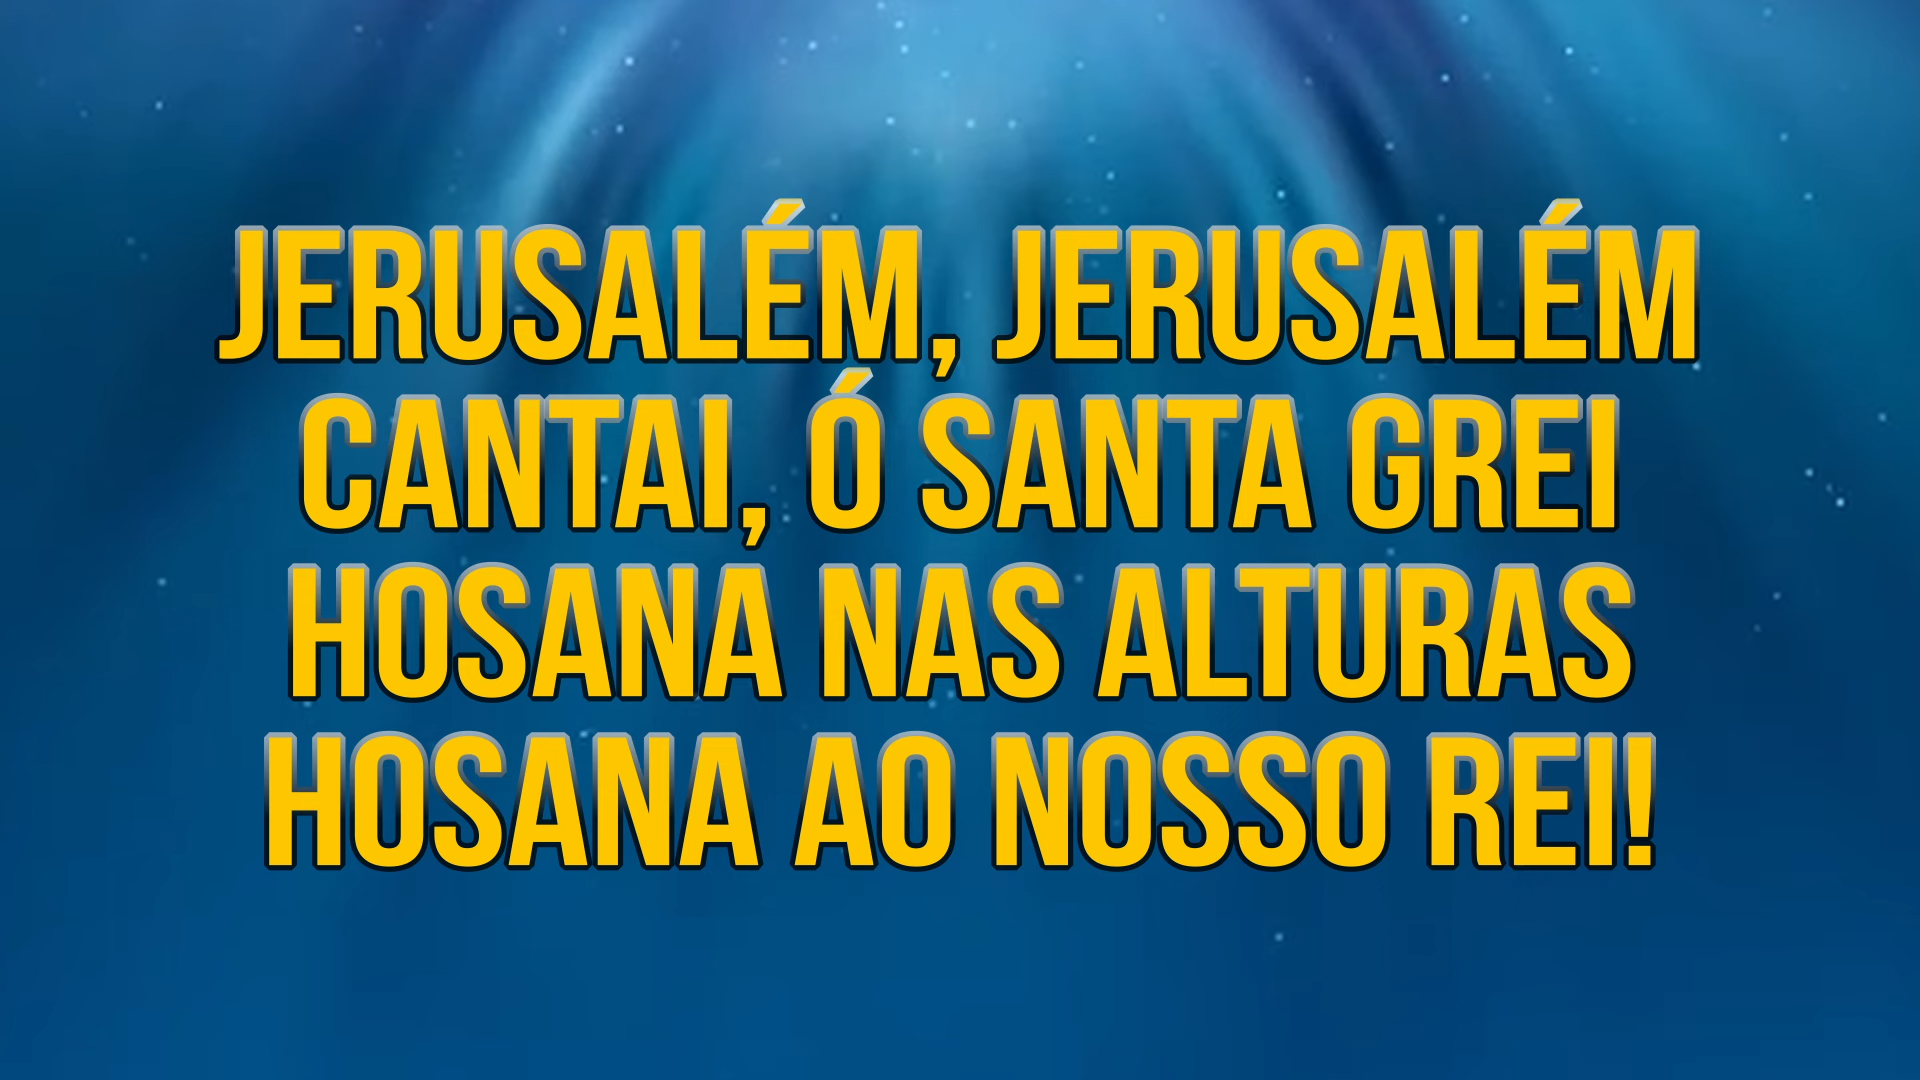 JERUSALÉM, JERUSALÉM
CANTAI, Ó SANTA GREI
HOSANA NAS ALTURAS
HOSANA AO NOSSO REI!